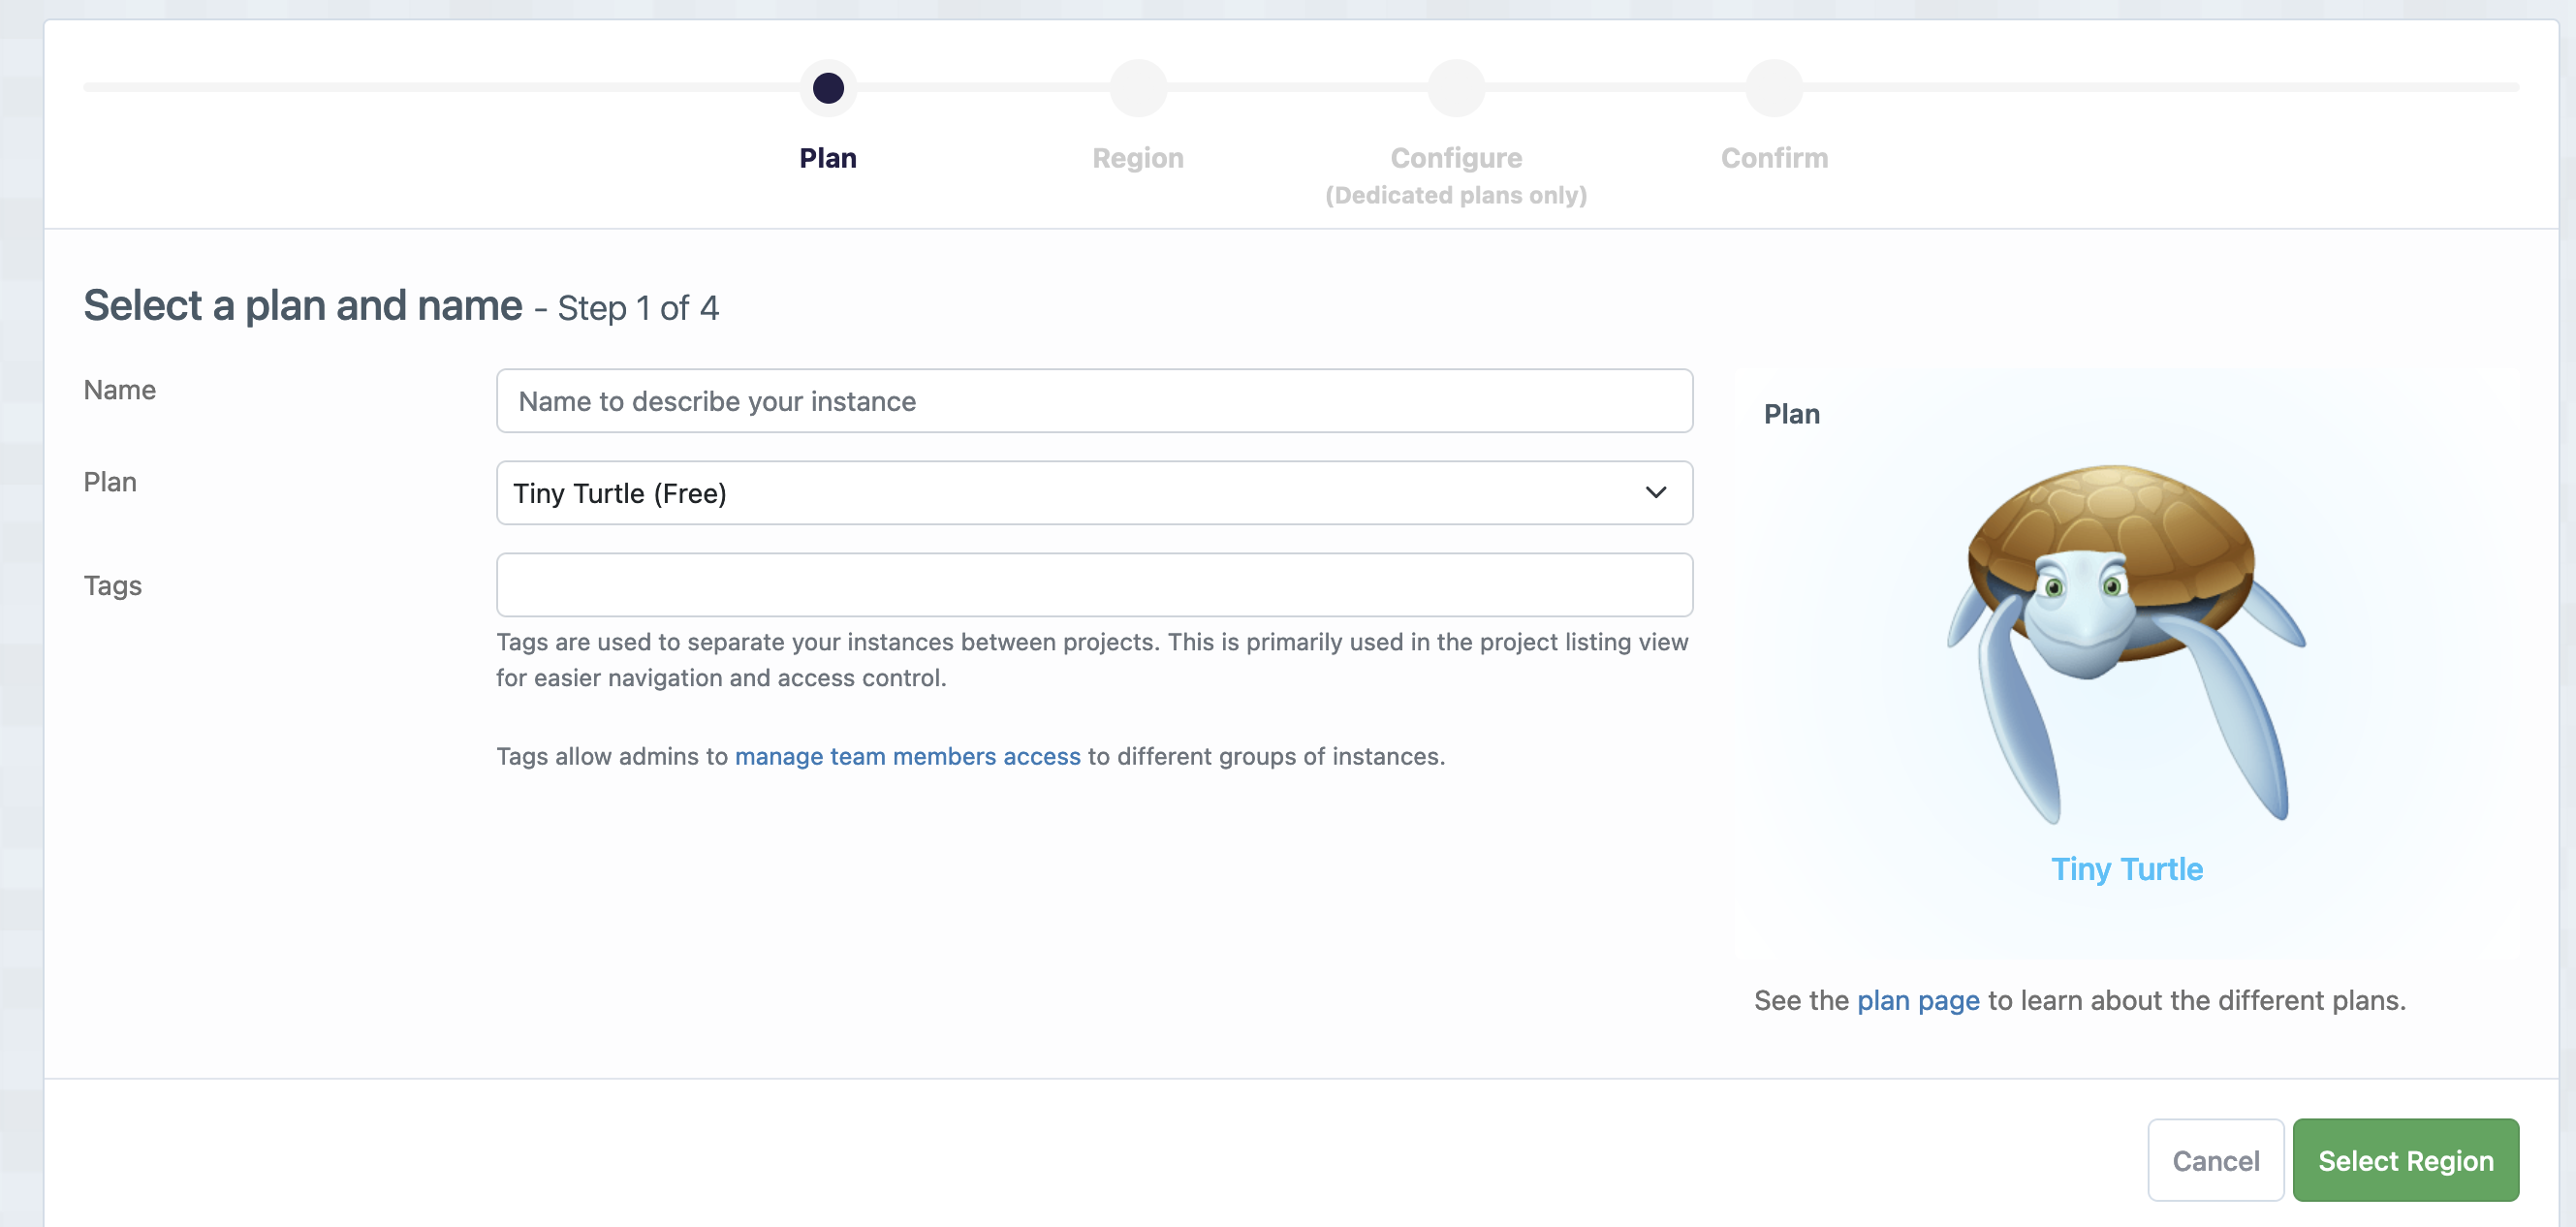 Plan
Region
Configure
(Dedicated plans only)
Confirm
Select a plan and name - Step 1 of 4
Name
Name to describe your instance
Plan
Tiny Turtle (Free)
Tags
Tags are used to separate your instances between projects. This is primarily used in the project listing view
for easier navigation and access control.
Tags allow admins to manage team members access to different groups of instances.
Plan
Tiny Turtle
See the plan page to learn about the different plans.
Cancel
Select Region